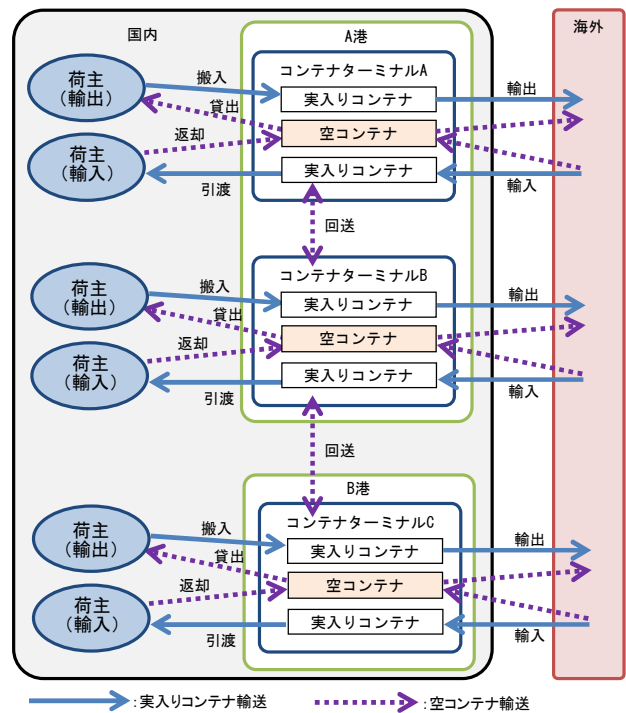 国内
A港
海外
コンテナターミナルA
荷主
(輸出)
搬入
実入りコンテナ
輸出
貸出
空コンテナ
返却
荷主
(輸入)
実入りコンテナ
引渡
輸入
回送
コンテナターミナルB
荷主
(輸出)
搬入
実入りコンテナ
輸出
貸出
空コンテナ
返却
荷主
(輸入)
実入りコンテナ
引渡
輸入
回送
B港
コンテナターミナルC
荷主
(輸出)
搬入
実入りコンテナ
輸出
貸出
空コンテナ
返却
荷主
(輸入)
実入りコンテナ
引渡
輸入
:実入りコンテナ輸送
:空コンテナ輸送